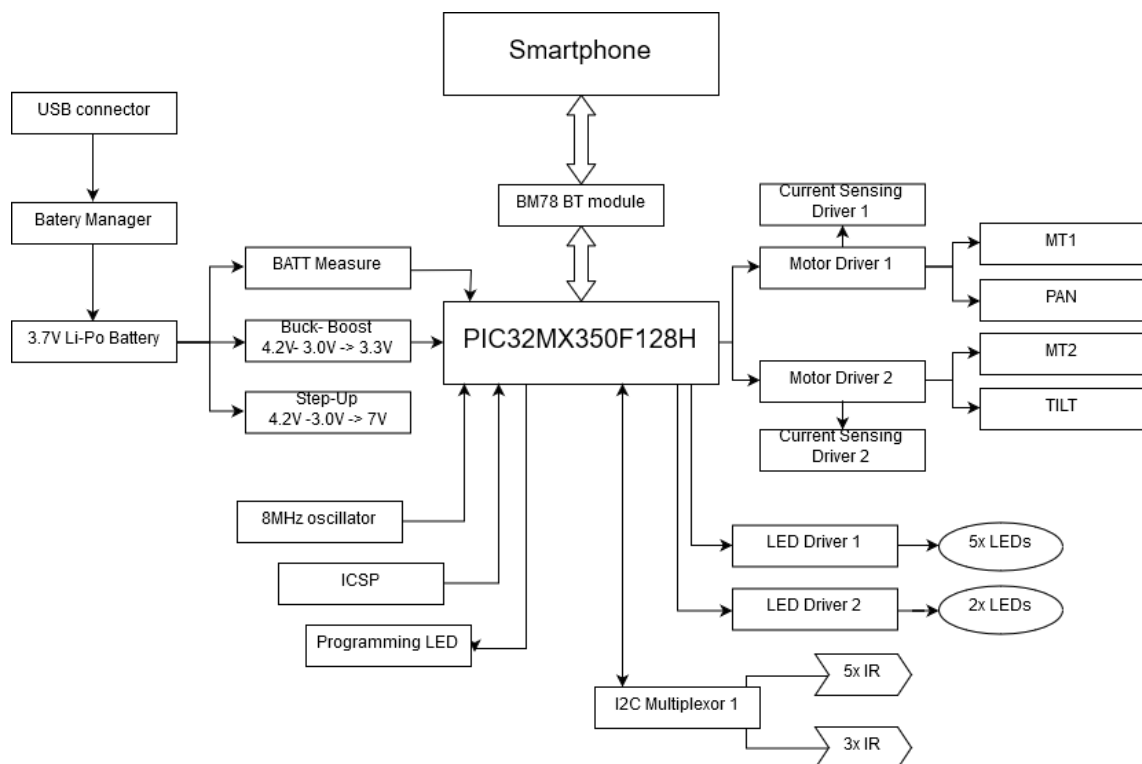 Smartphone
USB connector
BM78 BT module
Current Sensing
Driver 1
Batery Manager
MT1
BATT Measure
Motor Driver 1
PAN
3.7V Li-Po Battery
Buck- Boost
4.2V- 3.0V -> 3.3V
PIC32MX350F128H
MT2
Motor Driver 2
Step-Up
4.2V -3.0V -> 7V
TILT
Current Sensing
Driver 2
8MHz oscillator
LED Driver 1
5x LEDs
ICSP
LED Driver 2
2x LEDs
Programming LED
5x IR
I2C Multiplexor 1
3x IR